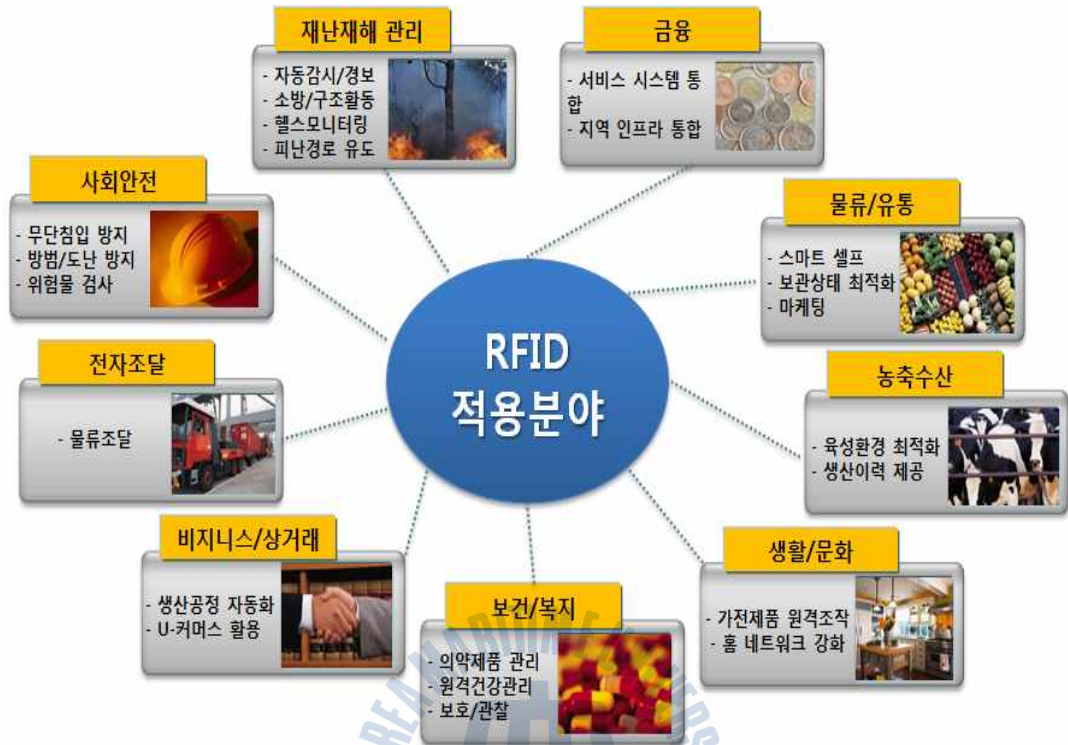 재난재해 관리
- 자동감시/경보
- 소방/구조활동
- 헬스모니터링
- 피난경로 유도
금융
- 서비스 시스템 통
합
- 지역 인프라 통합
사회안전
- 무단침입 방지
- 방범/도난 방지
- 위험물 검사
물류/유통
- 스마트 셀프
- 보관상태 최적화
- 마케팅
RFID
적용분야
전자조달
- 물류조달
농축수산
- 육성환경 최적화
- 생산이력 제공
비지니스/상거래
- 생산공정 자동화
- U-커머스 활용
보건/복지
- 의약제품 관리
- 원격건강관리
- 보호/관찰
생활/문화
- 가전제품 원격조작
- 홈 네트워크 강화